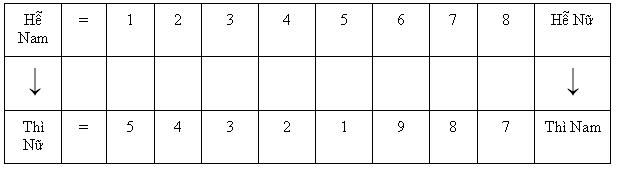 Hễ Nam = 1 2 3 4 5 6 7 8 Hễ Nữ
↓ ↓
Thì Nữ = 5 4 3 2 1 9 8 7 Thì Nam